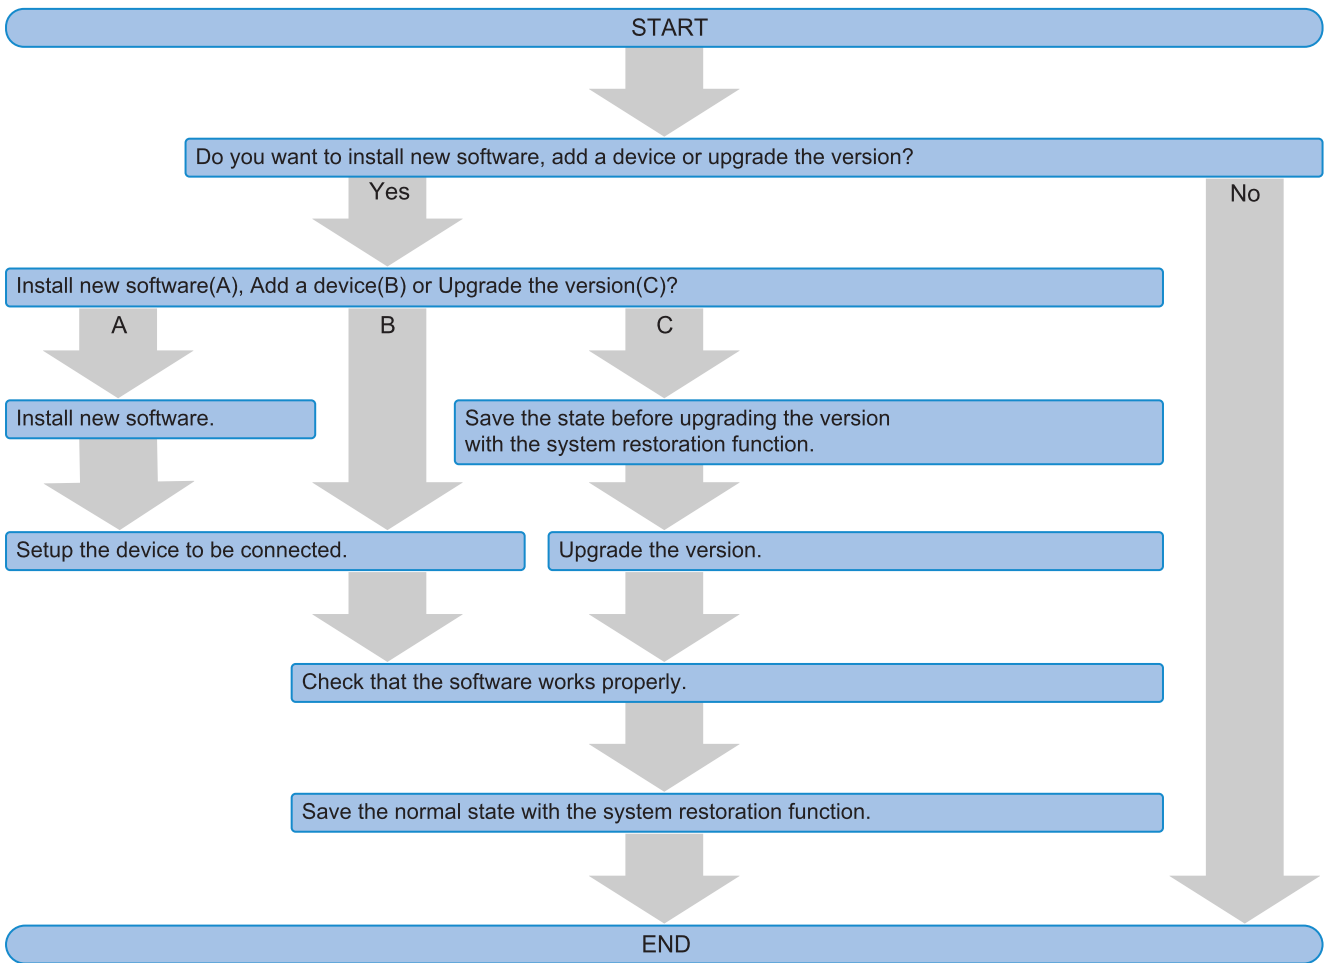 START
Do you want to install new software, add a device or upgrade the version?
Yes
No
Install new software(A), Add a device(B) or Upgrade the version(C)?
A
B
C
Install new software.
Save the state before upgrading the version
with the system restoration function.
Setup the device to be connected.
Upgrade the version.
Check that the software works properly.
Save the normal state with the system restoration function.
END